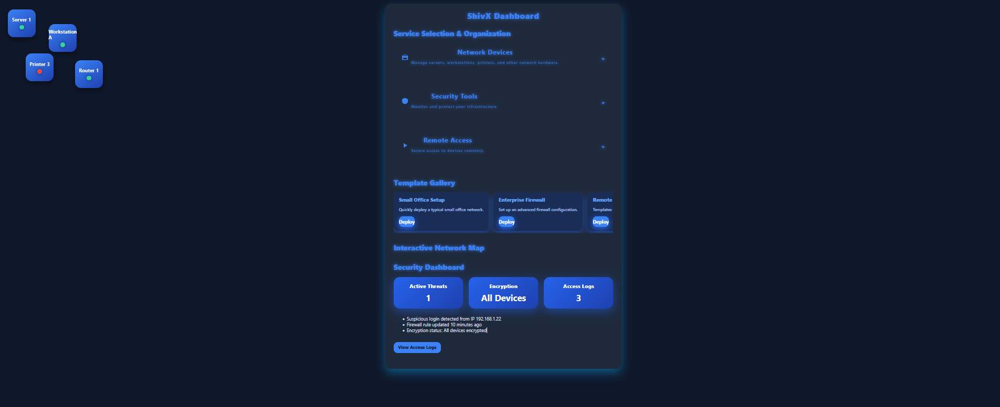 Server 1
Workstation
A
Printer 3
Router 1
ShivX Dashboard
Service Selection & Organization
Network Devices
Manage servers, workstations, printers, and other network hardware.
+
Security Tools
Monitor and protect your infrastructure.
+
Remote Access
Secure access to devices remotely.
+
Template Gallery
Small Office Setup
Quickly deploy a typical small office network.
Deploy
Enterprise Firewall
Set up an advanced firewall configuration.
Deploy
Remote
Templates
Deploy
Interactive Network Map
Security Dashboard
Active Threats
1
Encryption
All Devices
Access Logs
3
• Suspicious login detected from IP 192.168.1.22
• Firewall rule updated 10 minutes ago
• Encryption status: All devices encrypted
View Access Logs